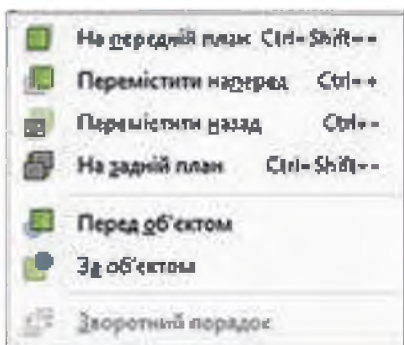 На передній план Ctrl+Shift++
Перемістити наперед Ctrl++
Перемістити назад Ctrl+-
На задній план Ctrl+Shift+-
Перед об'єктом
За об'єктом
Зворотний порядок